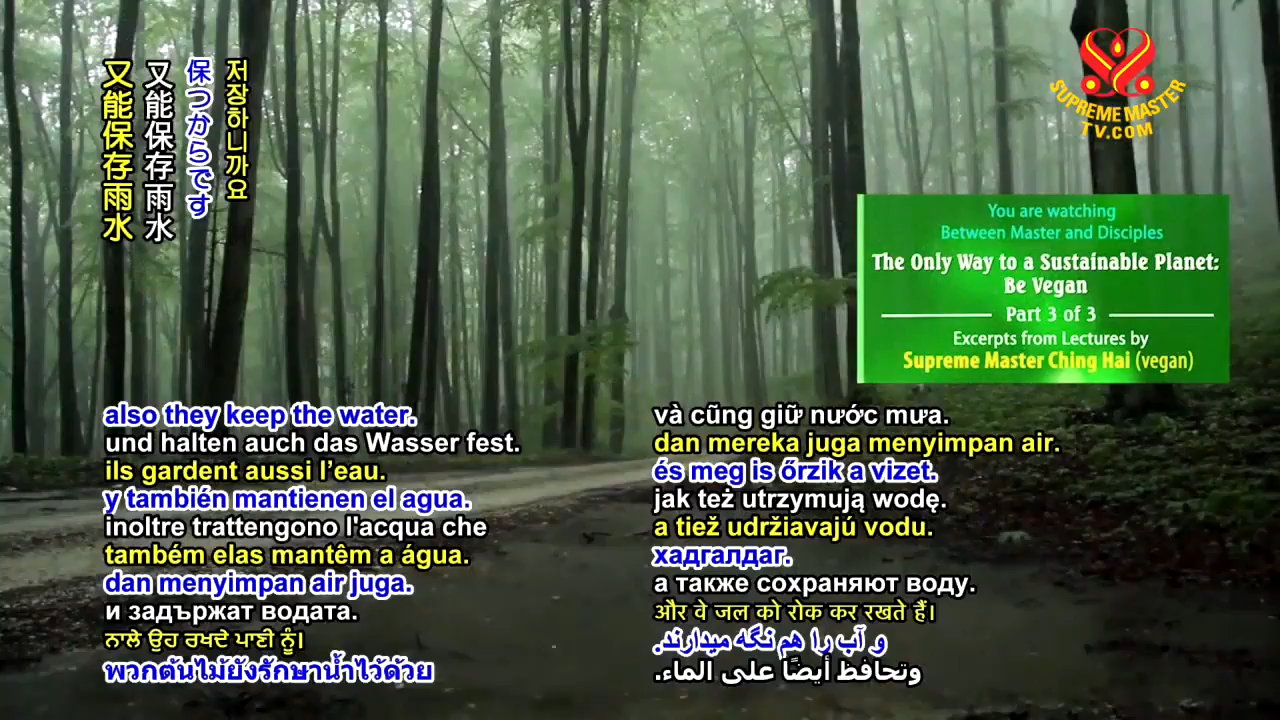 저장하니까요
保つからです
又能保存雨水
又能保存雨水
SUPREME MASTER
TV.COM
You are watching
Between Master and Disciples
The Only Way to a Sustainable Planet:
Be Vegan
Part 3 of 3
Excerpts from Lectures by
Supreme Master Ching Hai (vegan)
also they keep the water.
und halten auch das Wasser fest.
ils gardent aussi l’eau.
y también mantienen el agua.
inoltre trattengono l'acqua che
também elas mantêm a água.
dan menyimpan air juga.
и задържат водата.
ਨਾਲੇ ਉਹ ਰਖਦੇ ਪਾਣੀ ਨੂੰ।
พวกต้นไม้ยังรักษาน้ำไว้ด้วย
và cũng giữ nước mưa.
dan mereka juga menyimpan air.
és meg is őrzik a vizet.
jak też utrzymują wodę.
a tiež udržiavajú vodu.
хадгалдаг.
а также сохраняют воду.
और वे जल को रोक कर रखते हैं।
و آب را هم نگه میدارند.
وتحافظ أيضًا على الماء.